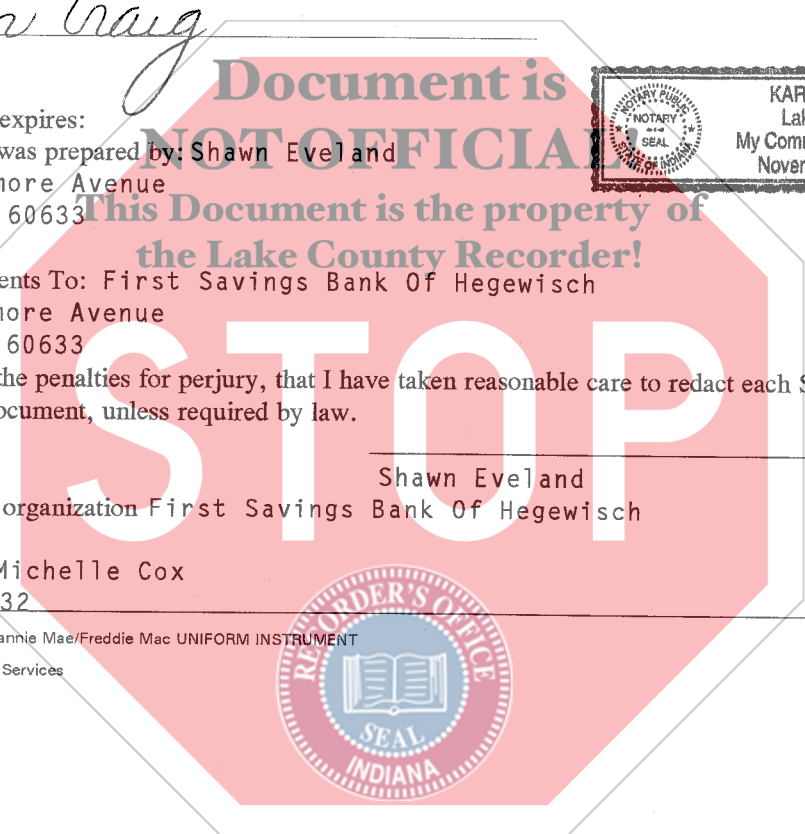 Craig
Document is
NOT OFFICIAL!
This Document is the property of
the Lake County Recorder!
STOP
NOTARY PUBLIC
NOTARY
SEAL
STATE OF INDIANA
KAR
Lak
My Comm
Novem
expires:
was prepared by: Shawn Eveland
more Avenue
60633
ents To: First Savings Bank Of Hegewisch
more Avenue
60633
the penalties for perjury, that I have taken reasonable care to redact each S
ocument, unless required by law.
Shawn Eveland
organization First Savings Bank Of Hegewisch
Michelle Cox
32
annie Mae/Freddie Mac UNIFORM INSTRUMENT
Services
RECORDER'S OFFICE
SEAL
INDIANA